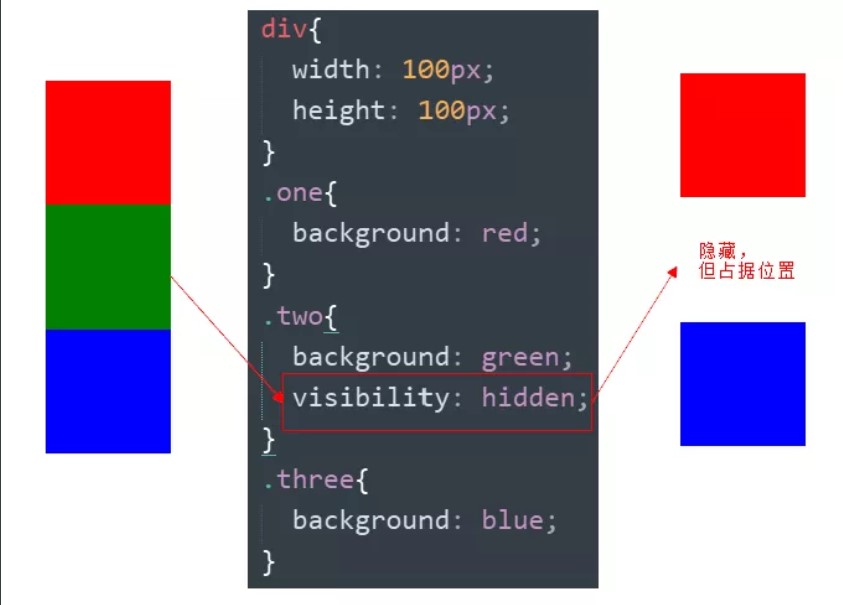 div{
width: 100px;
height: 100px;
}
.one{
background: red;
}
.two{
background: green;
visibility: hidden;
}
.three{
background: blue;
}
隐藏，
但占据位置